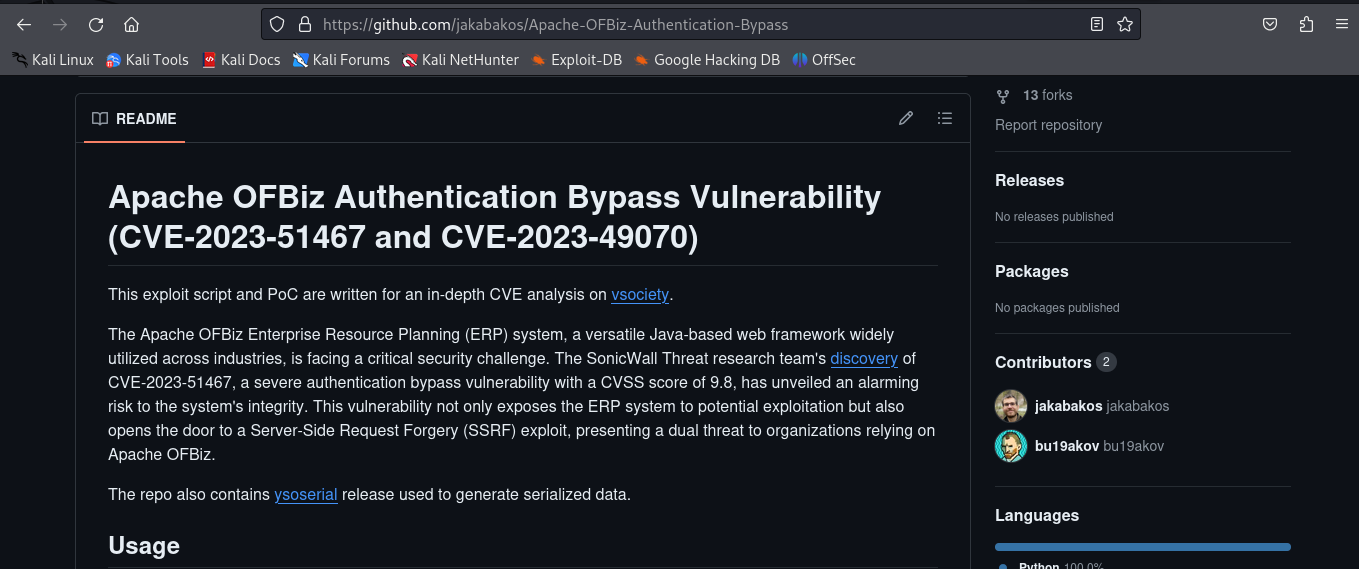 https://github.com/jakabakos/Apache-OFBiz-Authentication-Bypass
Kali Linux Kali Tools Kali Docs Kali Forums Kali NetHunter Exploit-DB Google Hacking DB OffSec
README
Apache OFBiz Authentication Bypass Vulnerability
(CVE-2023-51467 and CVE-2023-49070)
This exploit script and PoC are written for an in-depth CVE analysis on vsociety.
The Apache OFBiz Enterprise Resource Planning (ERP) system, a versatile Java-based web framework widely
utilized across industries, is facing a critical security challenge. The SonicWall Threat research team's discovery of
CVE-2023-51467, a severe authentication bypass vulnerability with a CVSS score of 9.8, has unveiled an alarming
risk to the system's integrity. This vulnerability not only exposes the ERP system to potential exploitation but also
opens the door to a Server-Side Request Forgery (SSRF) exploit, presenting a dual threat to organizations relying on
Apache OFBiz.
The repo also contains ysoserial release used to generate serialized data.
Usage
13 forks
Report repository
Releases
No releases published
Packages
No packages published
Contributors 2
jakabakos jakabakos
bu19akov bu19akov
Languages
Python 100.0%